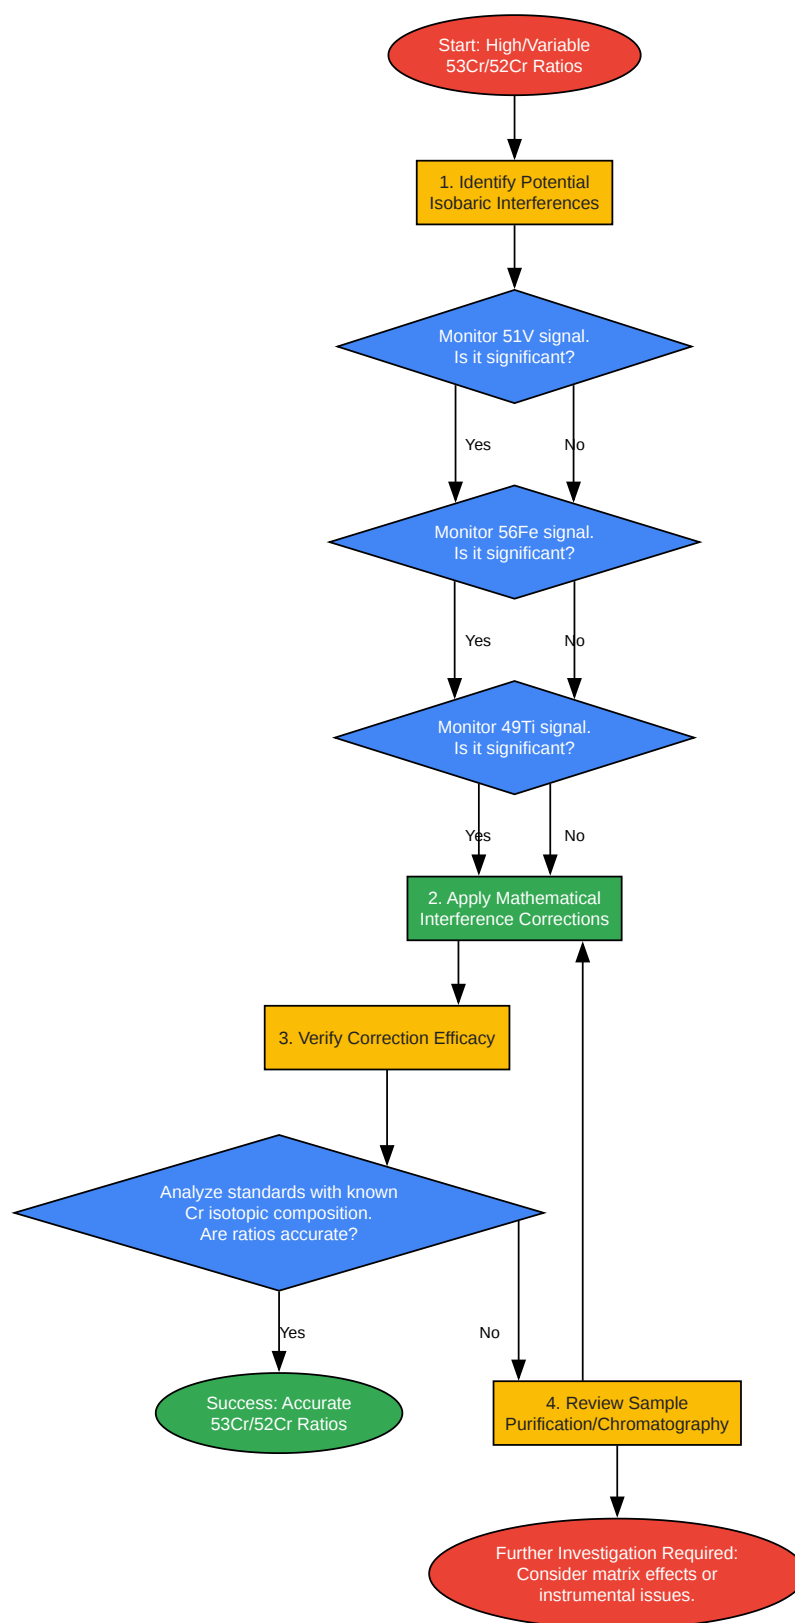 Start: High/Variable
53Cr/52Cr Ratios
1. Identify Potential
Isobaric Interferences
Monitor 51V signal.
Is it significant?
Yes
No
Monitor 56Fe signal.
Is it significant?
Yes
No
Monitor 49Ti signal.
Is it significant?
Yes
No
2. Apply Mathematical
Interference Corrections
3. Verify Correction Efficacy
Analyze standards with known
Cr isotopic composition.
Are ratios accurate?
Yes
No
Success: Accurate
53Cr/52Cr Ratios
4. Review Sample
Purification/Chromatography
Further Investigation Required:
Consider matrix effects or
instrumental issues.